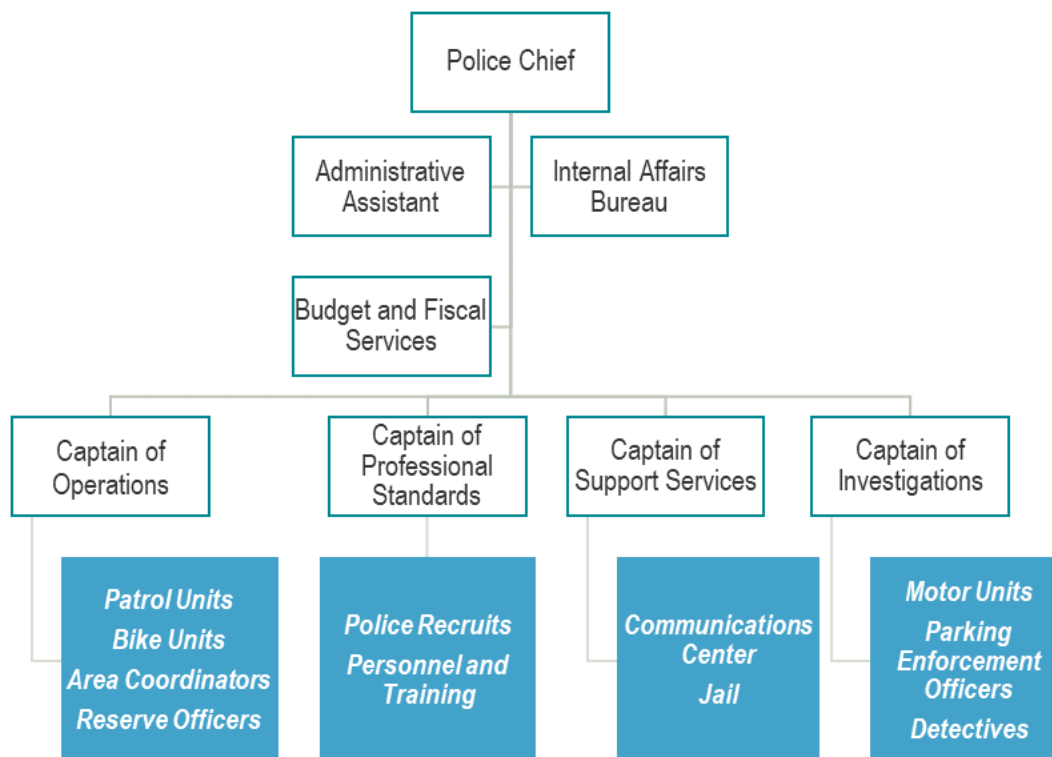 Police Chief
Administrative
Assistant
Internal Affairs
Bureau
Budget and Fiscal
Services
Captain of
Operations
Captain of
Professional
Standards
Captain of
Support Services
Captain of
Investigations
Patrol Units
Bike Units
Area Coordinators
Reserve Officers
Police Recruits
Personnel and
Training
Communications
Center
Jail
Motor Units
Parking
Enforcement
Officers
Detectives